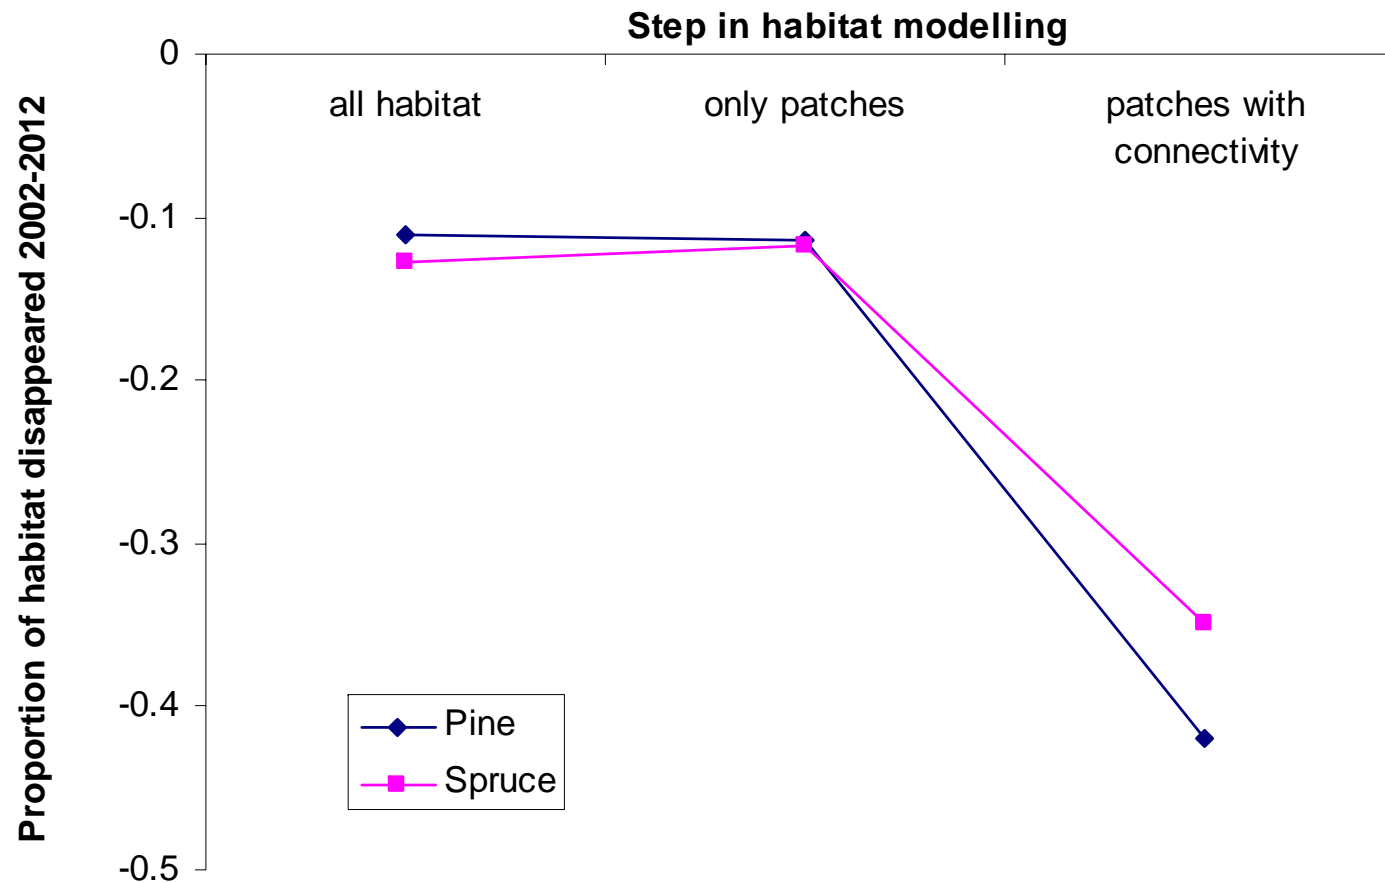 Step in habitat modelling
0
all habitat
only patches
patches with
connectivity
Proportion of habitat disappeared 2002-2012
-0.1
-0.2
-0.3
-0.4
-0.5
Pine
Spruce